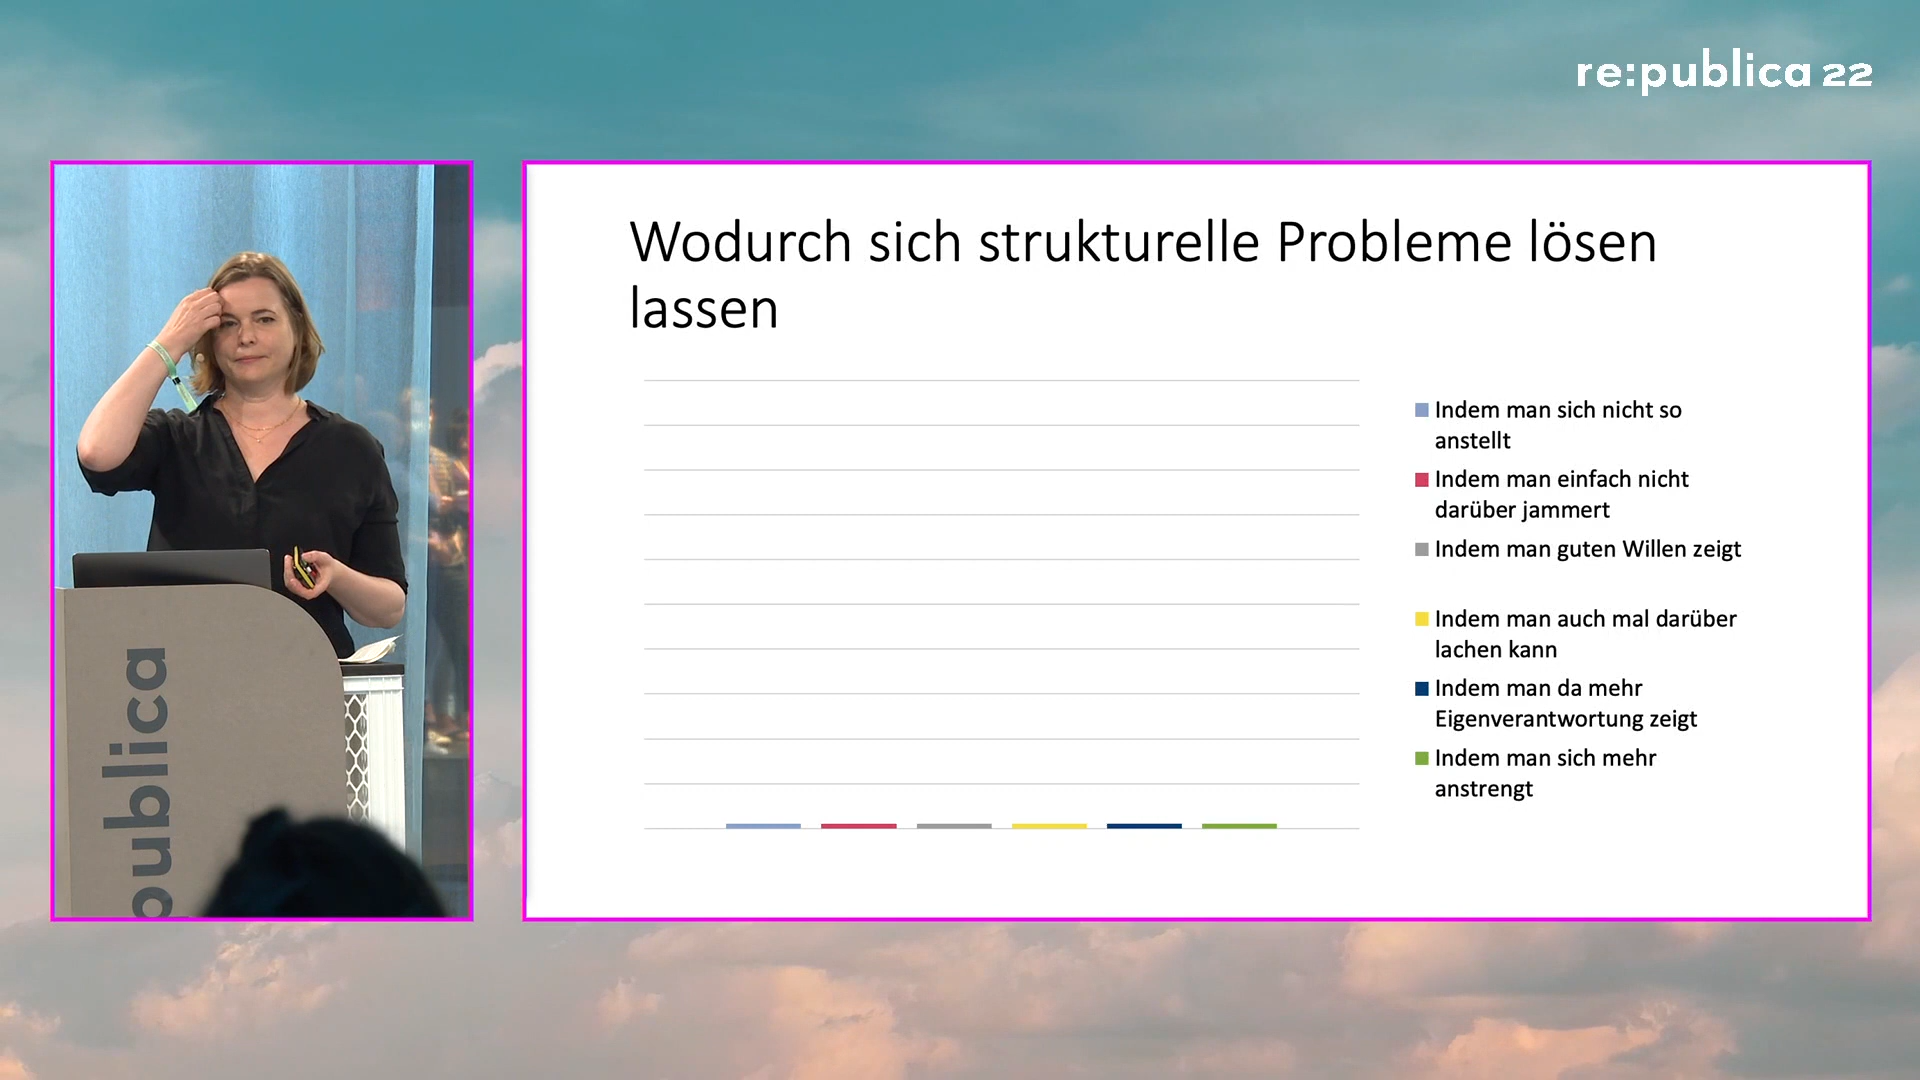 re:publica 22
Wodurch sich strukturelle Probleme lösen
lassen
Indem man sich nicht so
anstellt
Indem man einfach nicht
darüber jammert
Indem man guten Willen zeigt
Indem man auch mal darüber
lachen kann
Indem man da mehr
Eigenverantwortung zeigt
Indem man sich mehr
anstrengt
publica